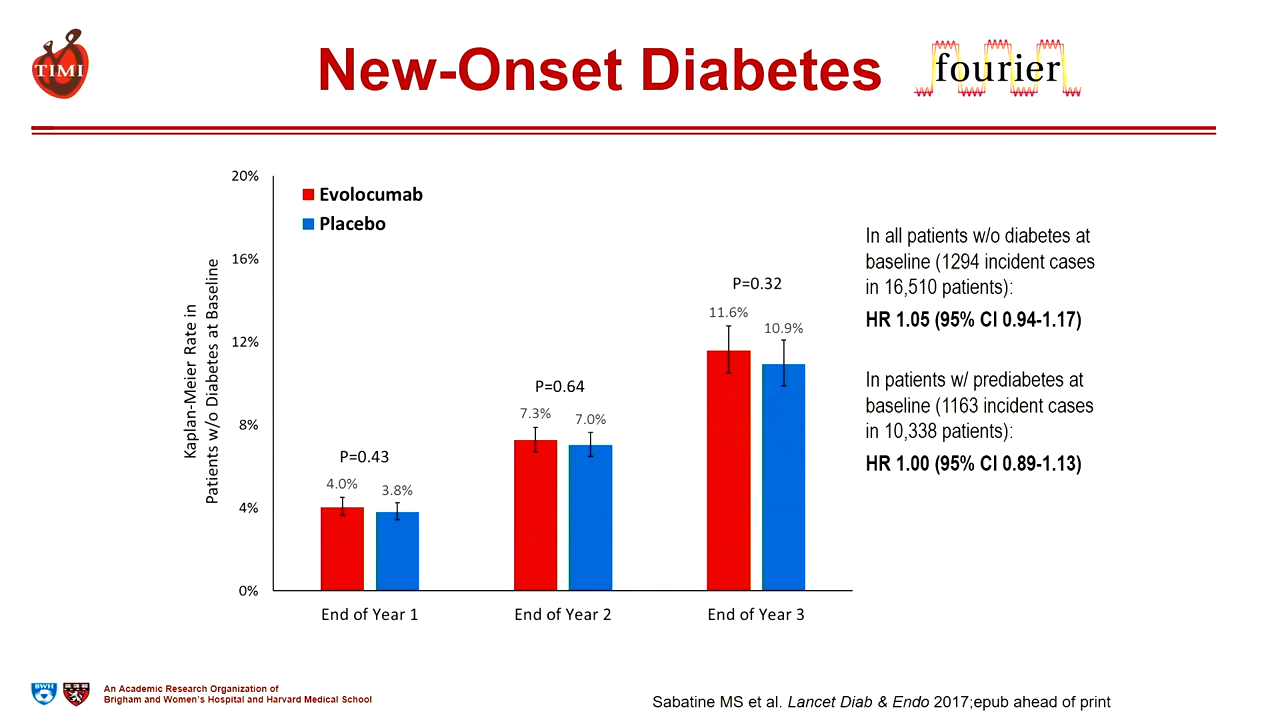 TIMI
New-Onset Diabetes
fourier
20%
16%
12%
8%
4%
0%
Kaplan-Meier Rate in
Patients w/o Diabetes at Baseline
Evolocumab
Placebo
P=0.43
4.0%
3.8%
P=0.64
7.3%
7.0%
P=0.32
11.6%
10.9%
End of Year 1
End of Year 2
End of Year 3
In all patients w/o diabetes at
baseline (1294 incident cases
in 16,510 patients):
HR 1.05 (95% CI 0.94-1.17)
In patients w/ prediabetes at
baseline (1163 incident cases
in 10,338 patients):
HR 1.00 (95% CI 0.89-1.13)
BWH
An Academic Research Organization of
Brigham and Women's Hospital and Harvard Medical School
Sabatine MS et al. Lancet Diab & Endo 2017;epub ahead of print